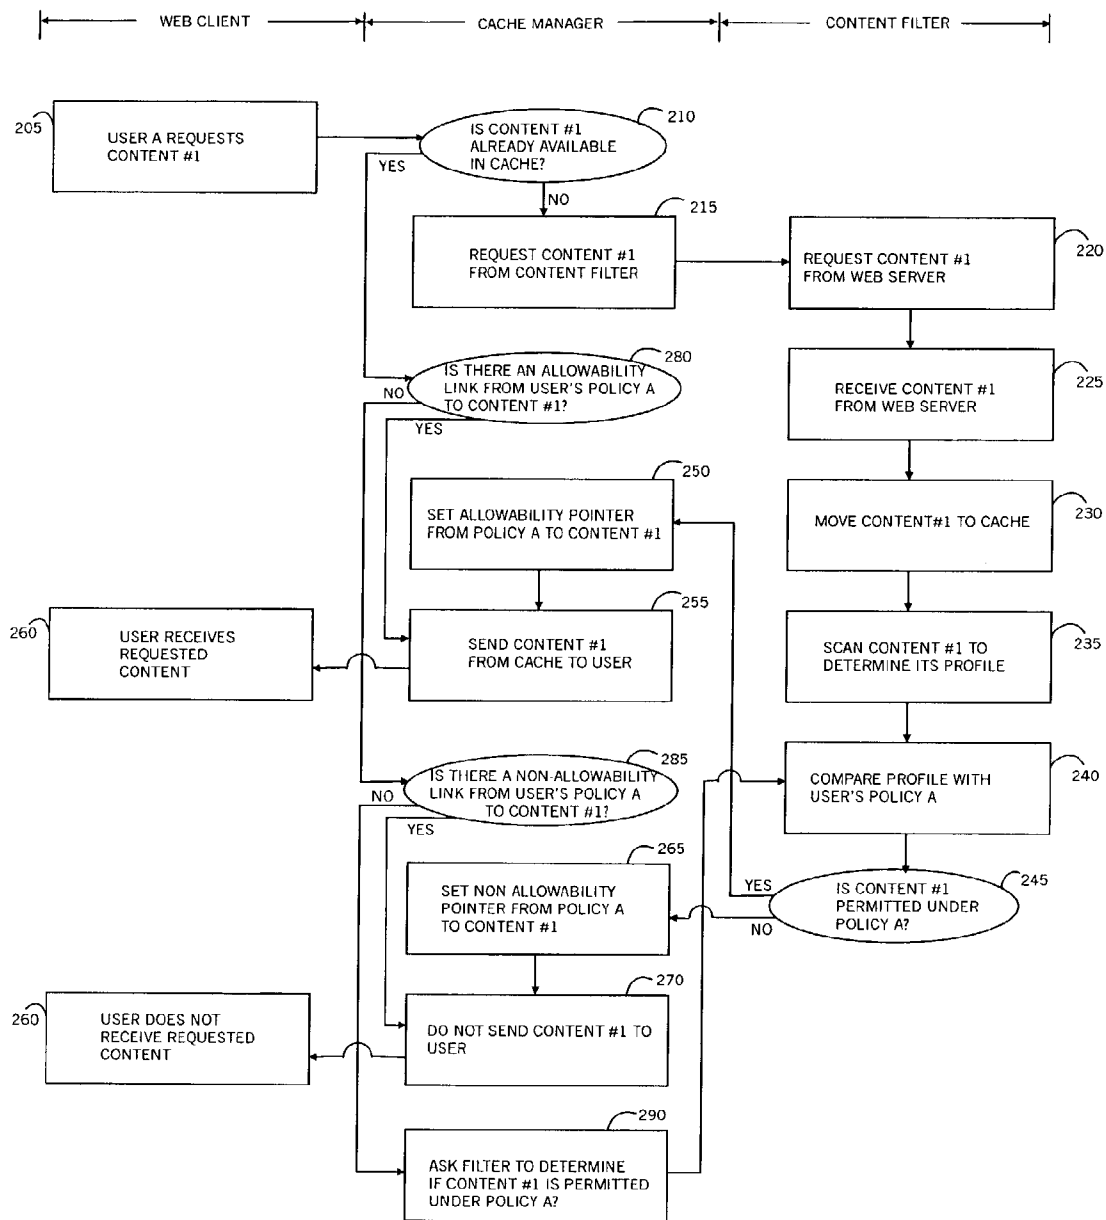 WEB CLIENT
CACHE MANAGER
CONTENT FILTER
205
USER A REQUESTS
CONTENT #1
210
IS CONTENT #1
ALREADY AVAILABLE
IN CACHE?
YES
NO
215
REQUEST CONTENT #1
FROM CONTENT FILTER
220
REQUEST CONTENT #1
FROM WEB SERVER
280
IS THERE AN ALLOWABILITY
LINK FROM USER'S POLICY A
TO CONTENT #1?
NO
YES
225
RECEIVE CONTENT #1
FROM WEB SERVER
250
SET ALLOWABILITY POINTER
FROM POLICY A TO CONTENT #1
230
MOVE CONTENT#1 TO CACHE
260
USER RECEIVES
REQUESTED
CONTENT
255
SEND CONTENT #1
FROM CACHE TO USER
235
SCAN CONTENT #1 TO
DETERMINE ITS PROFILE
285
IS THERE A NON-ALLOWABILITY
LINK FROM USER'S POLICY A
TO CONTENT #1?
NO
YES
240
COMPARE PROFILE WITH
USER'S POLICY A
265
SET NON ALLOWABILITY
POINTER FROM POLICY A
TO CONTENT #1
245
IS CONTENT #1
PERMITTED UNDER
POLICY A?
YES
NO
260
USER DOES NOT
RECEIVE REQUESTED
CONTENT
270
DO NOT SEND CONTENT #1 TO
USER
290
ASK FILTER TO DETERMINE
IF CONTENT #1 IS PERMITTED
UNDER POLICY A?